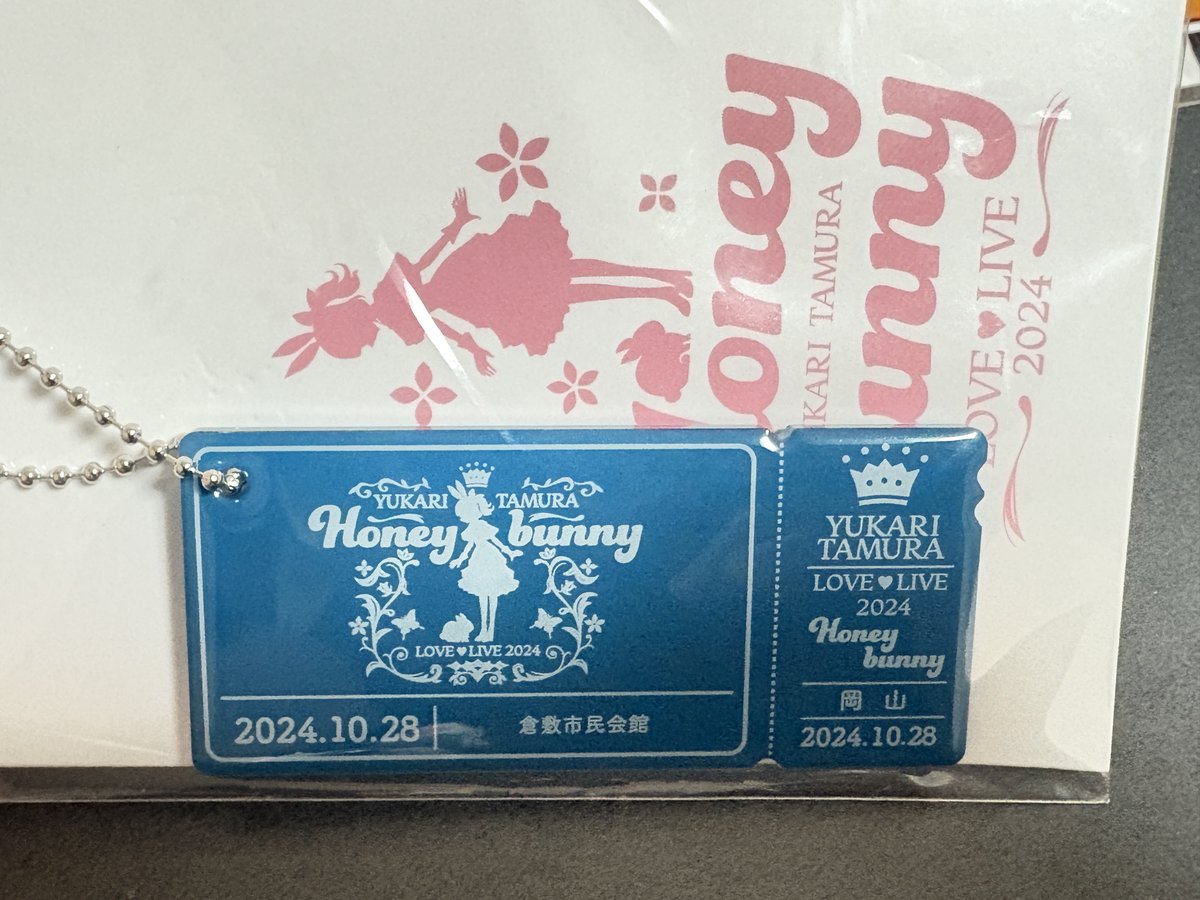 Honey
YUKARI TAMURA
bunny
LOVE♥LIVE
2024
YUKARI TAMURA
Honey bunny
LOVE♥LIVE 2024
2024.10.28
倉敷市民会館
YUKARI
TAMURA
LOVE♥LIVE
2024
Honey
bunny
岡山
2024.10.28